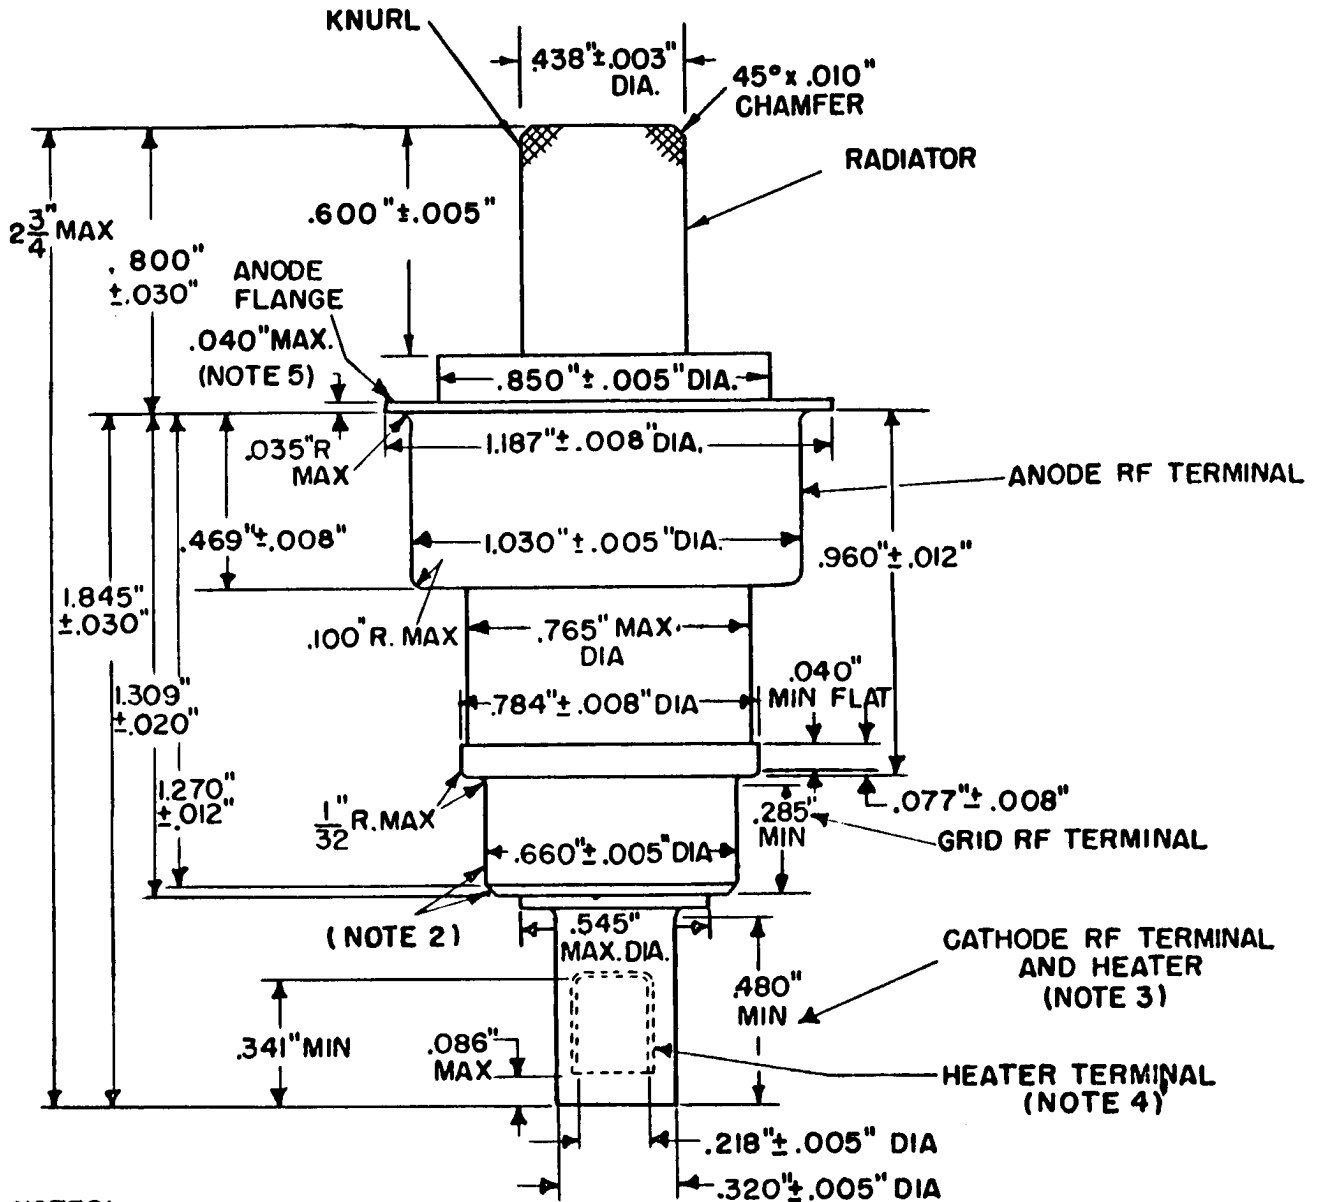 KNURL
.438"±.003"
DIA.
45° x .010"
CHAMFER
RADIATOR
2 3/4" MAX
.600"±.005"
.800"
±.030"
ANODE
FLANGE
.040"MAX.
(NOTE 5)
.850"±.005"DIA.
.035"R
MAX
1.187"±.008"DIA.
ANODE RF TERMINAL
.469"±.008"
1.030"±.005"DIA.
.960"±.012"
1.845"
±.030"
.100"R. MAX
.765" MAX.
DIA
.040"
MIN FLAT
1.309"
±.020"
.784"±.008"DIA
1.270"
±.012"
1/32" R.MAX
.285"
MIN
.077"±.008"
GRID RF TERMINAL
.660"±.005"DIA
(NOTE 2)
.545"
MAX.DIA.
CATHODE RF TERMINAL
AND HEATER
(NOTE 3)
.480"
MIN
.341"MIN
.086"
MAX
HEATER TERMINAL
(NOTE 4)
.218"±.005" DIA
.320"±.005" DIA